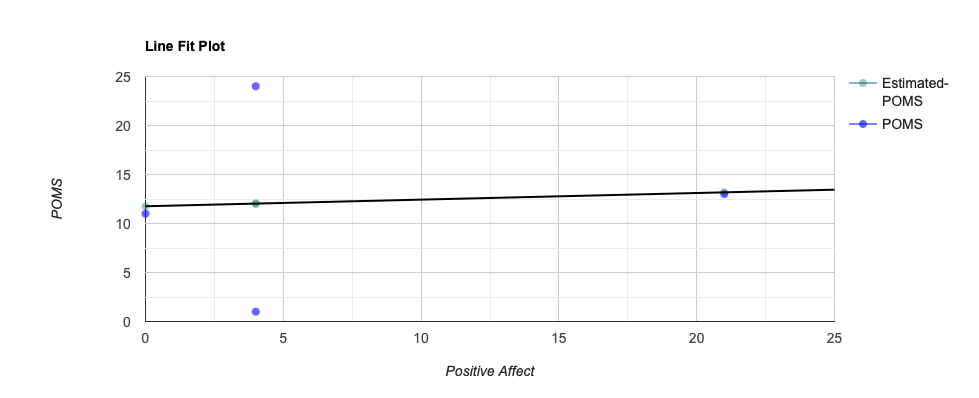 Line Fit Plot
25
20
15
10
5
0
POMS
0 5 10 15 20 25
Positive Affect
Estimated-
POMS
POMS